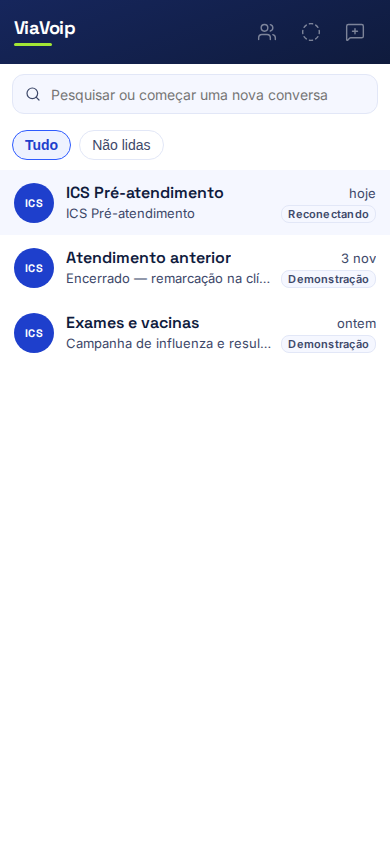 ViaVoip
Pesquisar ou começar uma nova conversa
Tudo
Não lidas
ICS
ICS Pré-atendimento
hoje
ICS Pré-atendimento
Reconectando
ICS
Atendimento anterior
3 nov
Encerrado — remarcação na clí...
Demonstração
ICS
Exames e vacinas
ontem
Campanha de influenza e resul...
Demonstração